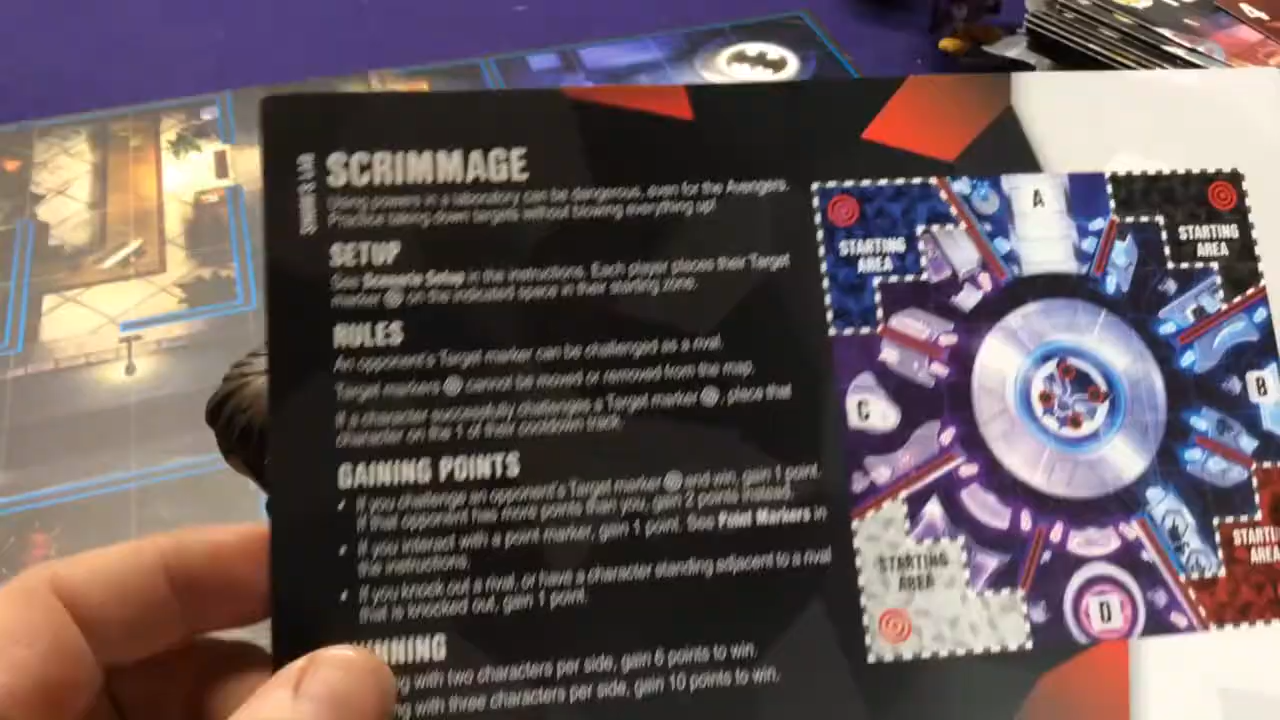 STARK'S LAB
SCRIMMAGE
Using powers in a laboratory can be dangerous, even for the Avengers.
Practice taking down targets without blowing everything up!
SETUP
See Scenario Setup in the instructions. Each player places their Target
marker on the indicated space in their starting zone.
RULES
An opponent's Target marker can be challenged as a rival.
Target markers cannot be moved or removed from the map.
If a character successfully challenges a Target marker , place that
character on the 1 of their cooldown track.
GAINING POINTS
• If you challenge an opponent's Target marker and win, gain 1 point.
If that opponent has more points than you, gain 2 points instead.
• If you interact with a point marker, gain 1 point. See Point Markers in
the instructions.
• If you knock out a rival, or have a character standing adjacent to a rival
that is knocked out, gain 1 point.
NNING
ng with two characters per side, gain 6 points to win.
ng with three characters per side, gain 10 points to win.
STARTING
AREA
A
STARTING
AREA
C
B
STARTING
AREA
D
STARTI
AREA
4